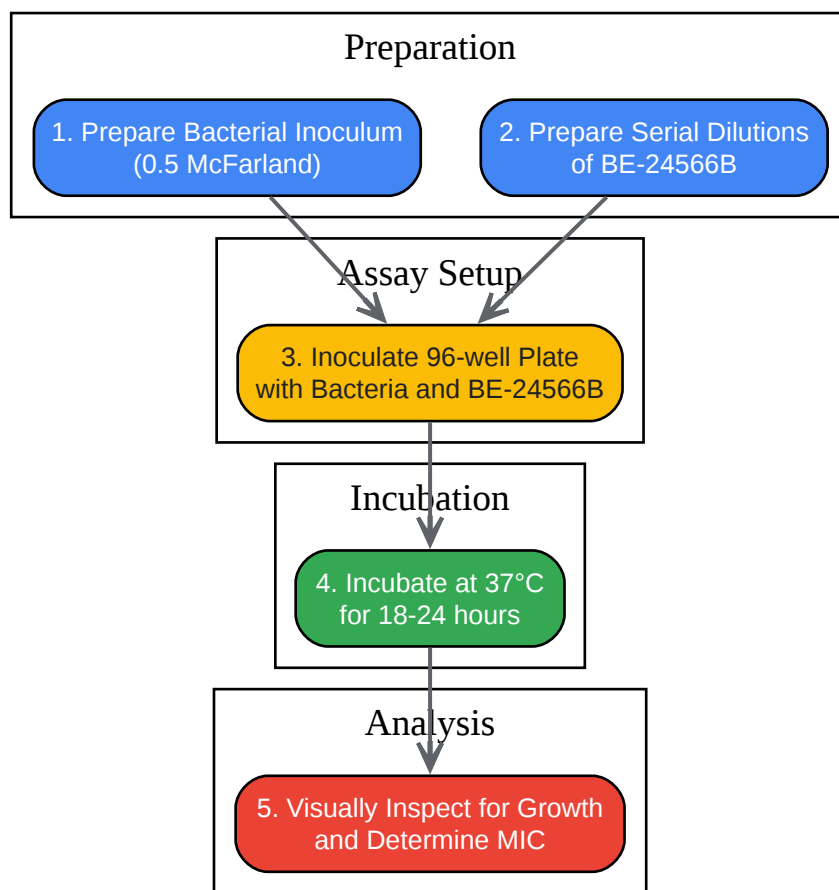 Preparation
1. Prepare Bacterial Inoculum
(0.5 McFarland)
2. Prepare Serial Dilutions
of BE-24566B
Assay Setup
3. Inoculate 96-well Plate
with Bacteria and BE-24566B
Incubation
4. Incubate at 37°C
for 18-24 hours
Analysis
5. Visually Inspect for Growth
and Determine MIC